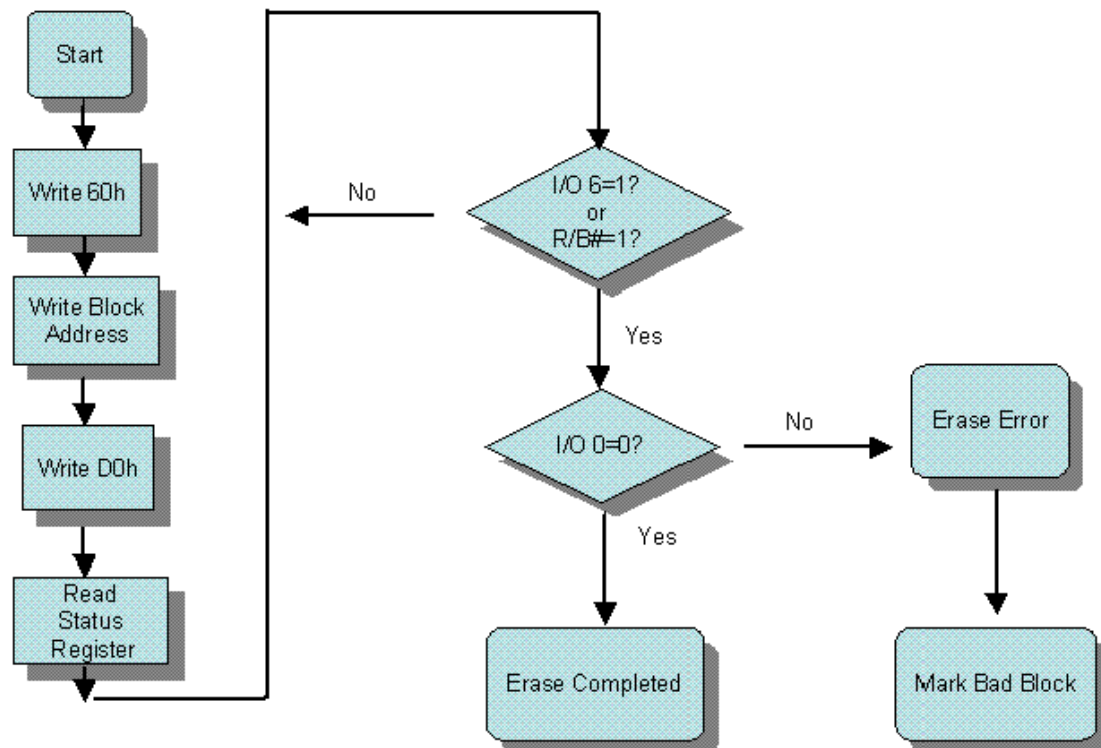 Start
Write 60h
Write Block
Address
Write D0h
Read
Status
Register
I/O 6=1?
or
R/B#=1?
No
Yes
I/O 0=0?
No
Yes
Erase Error
Erase Completed
Mark Bad Block